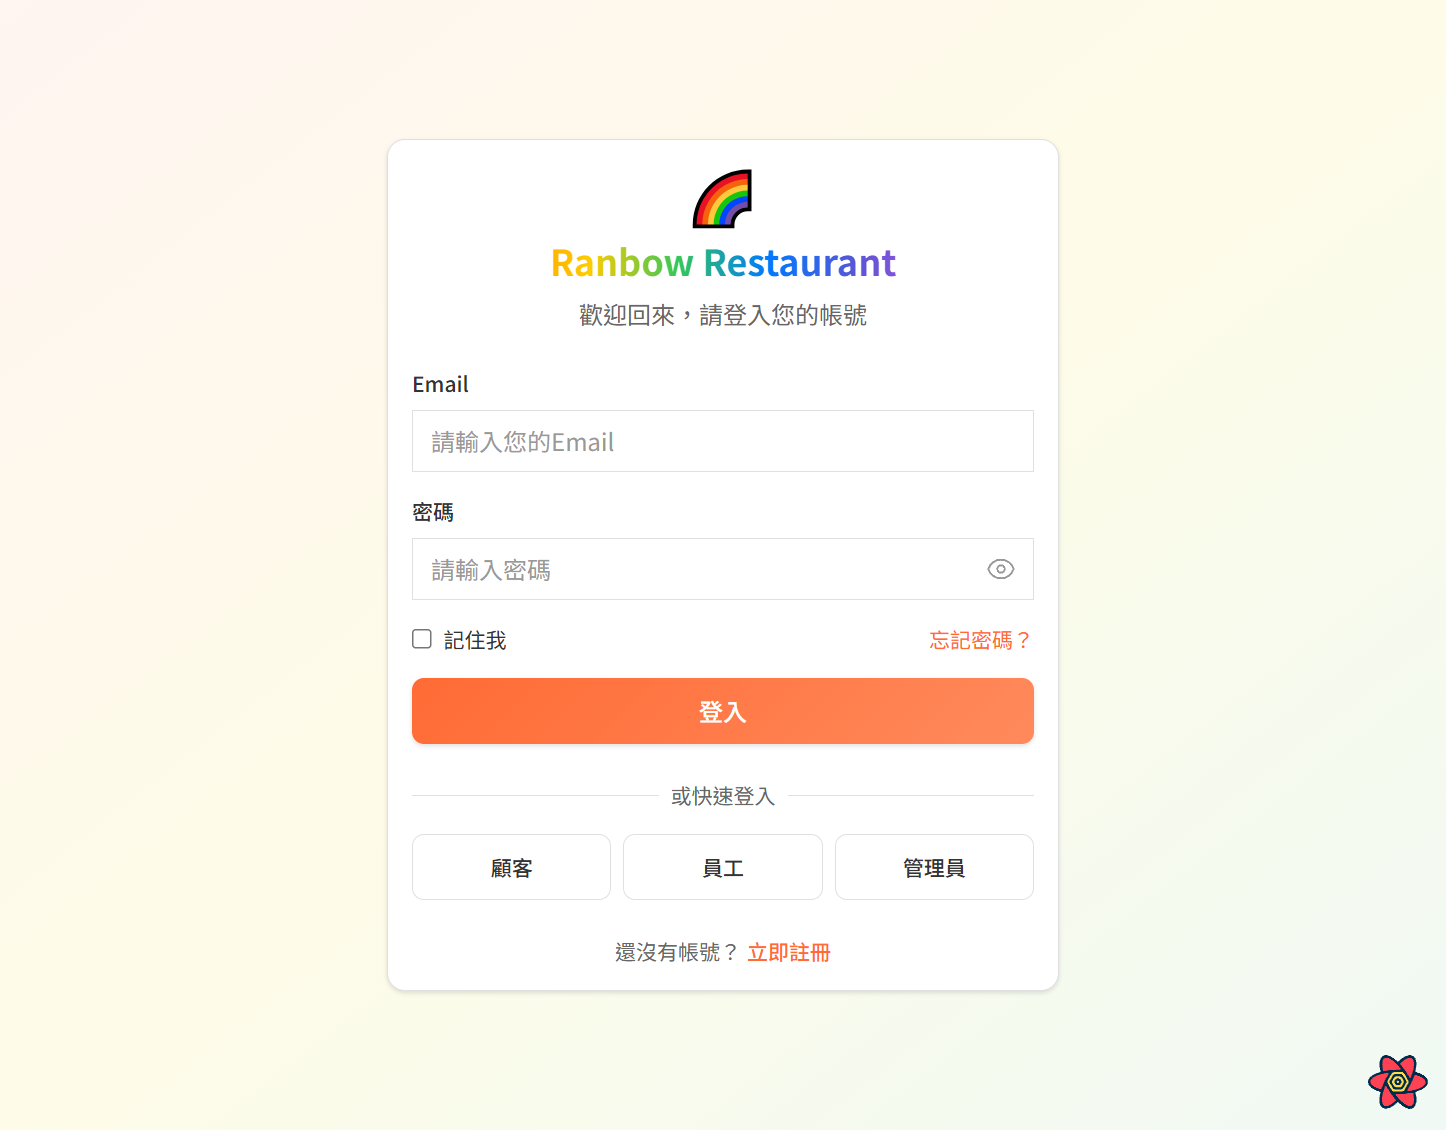 Ranbow Restaurant
歡迎回來，請登入您的帳號
Email
請輸入您的Email
密碼
請輸入密碼
記住我 忘記密碼？
登入
或快速登入
顧客 員工 管理員
還沒有帳號？ 立即註冊